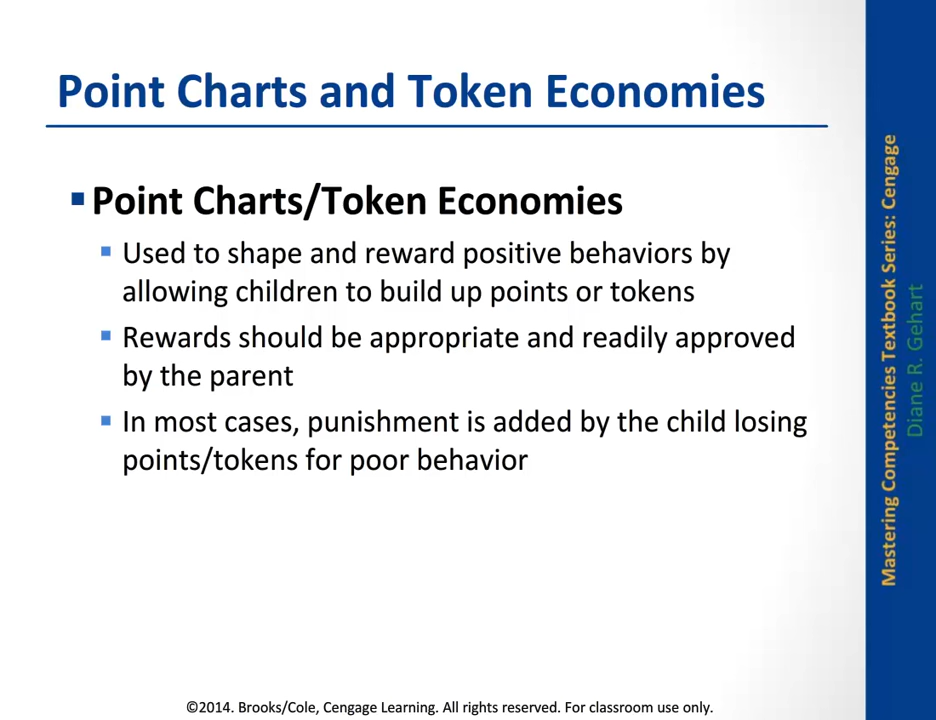 Point Charts and Token Economies
Point Charts/Token Economies
Used to shape and reward positive behaviors by
allowing children to build up points or tokens
Rewards should be appropriate and readily approved
by the parent
In most cases, punishment is added by the child losing
points/tokens for poor behavior
Mastering Competencies Textbook Series: Cengage
Diane R. Gehart
©2014. Brooks/Cole, Cengage Learning. All rights reserved. For classroom use only.